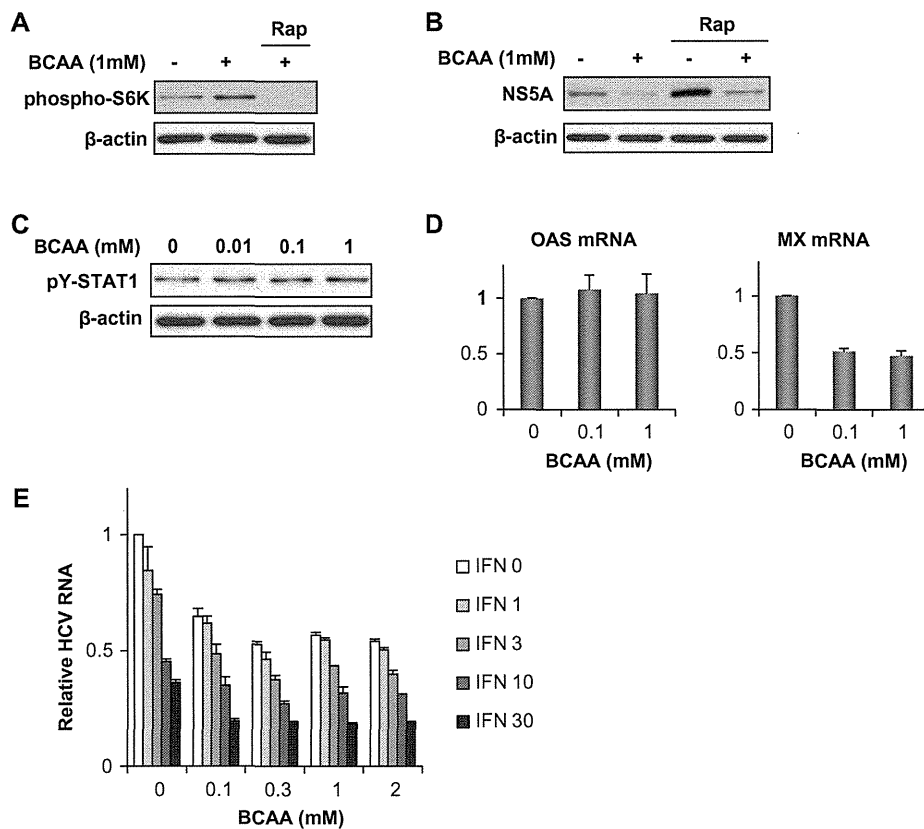 A
Rap
BCAA (1mM) - + +
phospho-S6K
β-actin
B
Rap
BCAA (1mM) - + - +
NS5A
β-actin
C
BCAA (mM) 0 0.01 0.1 1
pY-STAT1
β-actin
D
OAS mRNA
1
0.5
0
0 0.1 1
BCAA (mM)
MX mRNA
1
0.5
0
0 0.1 1
BCAA (mM)
E
Relative HCV RNA
1
0.5
0
0 0.1 0.3 1 2
BCAA (mM)
IFN 0
IFN 1
IFN 3
IFN 10
IFN 30